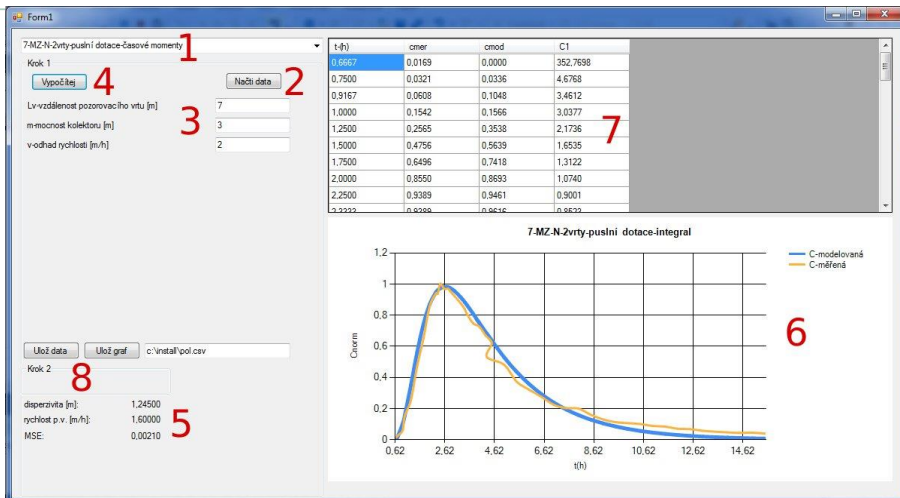 Form1
7-MZ-N-2vrty-puslní dotace-časové momenty
1
Krok 1
Vypočítej
4
Načti data
2
Lv-vzdálenost pozorovacího vrtu [m] 7
m-mocnost kolektoru [m] 3
3
v-odhad rychlosti [m/h] 2
Ulož data Ulož graf c:\install\pol.csv
Krok 2
8
disperzivita [m]: 1,24500
rychlost p.v. [m/h]: 1,60000
5
MSE: 0,00210
t-(h) cmer cmod C1
0,6667 0,0169 0,0000 352,7698
0,7500 0,0321 0,0336 4,6768
0,9167 0,0608 0,1048 3,4612
1,0000 0,1542 0,1566 3,0377
1,2500 0,2565 0,3538 2,1736
7
1,5000 0,4756 0,5639 1,6535
1,7500 0,6496 0,7418 1,3122
2,0000 0,8550 0,8693 1,0740
2,2500 0,9389 0,9461 0,9001
7-MZ-N-2vrty-puslní dotace-integral
C-modelovaná
C-měřená
6
Cnorm
1,2
1
0,8
0,6
0,4
0,2
0
0,62 2,62 4,62 6,62 8,62 10,62 12,62 14,62
t(h)